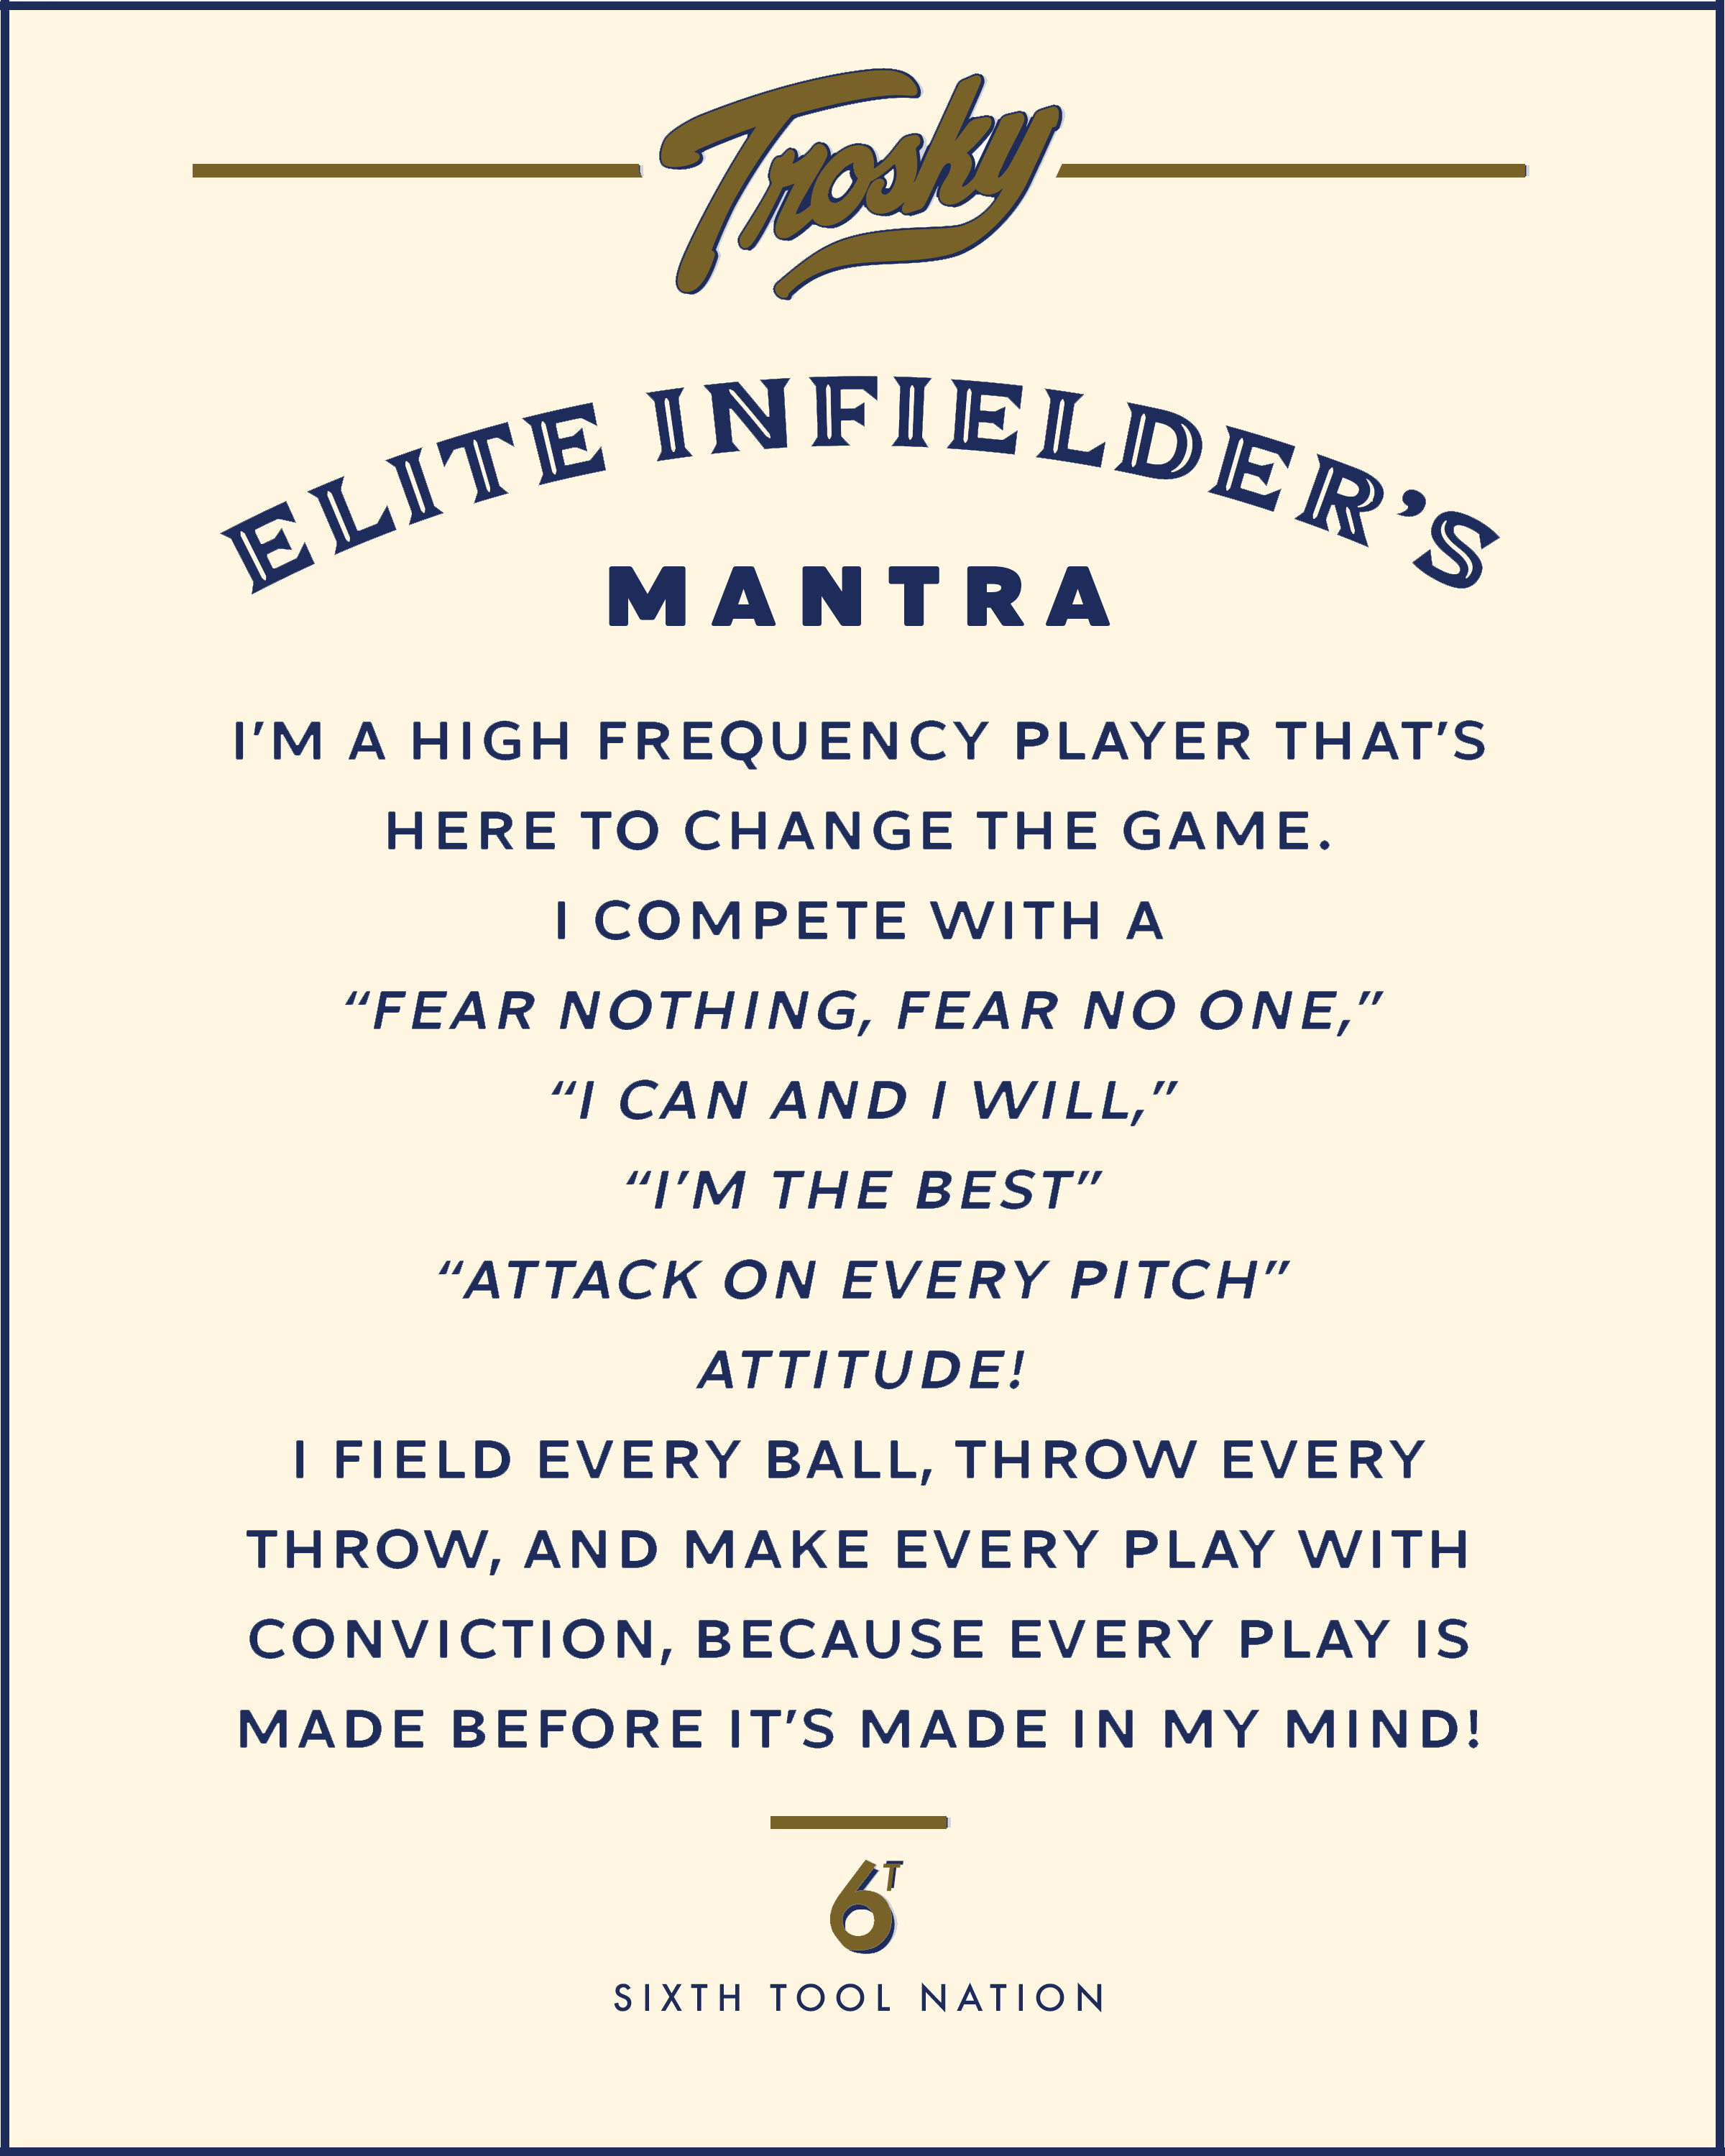 Trosky
ELITE INFIELDER’S
MANTRA
I’M A HIGH FREQUENCY PLAYER THAT’S
HERE TO CHANGE THE GAME.
I COMPETE WITH A
“FEAR NOTHING, FEAR NO ONE,”
“I CAN AND I WILL,”
“I’M THE BEST”
“ATTACK ON EVERY PITCH”
ATTITUDE!
I FIELD EVERY BALL, THROW EVERY
THROW, AND MAKE EVERY PLAY WITH
CONVICTION, BECAUSE EVERY PLAY IS
MADE BEFORE IT’S MADE IN MY MIND!
6T
SIXTH TOOL NATION